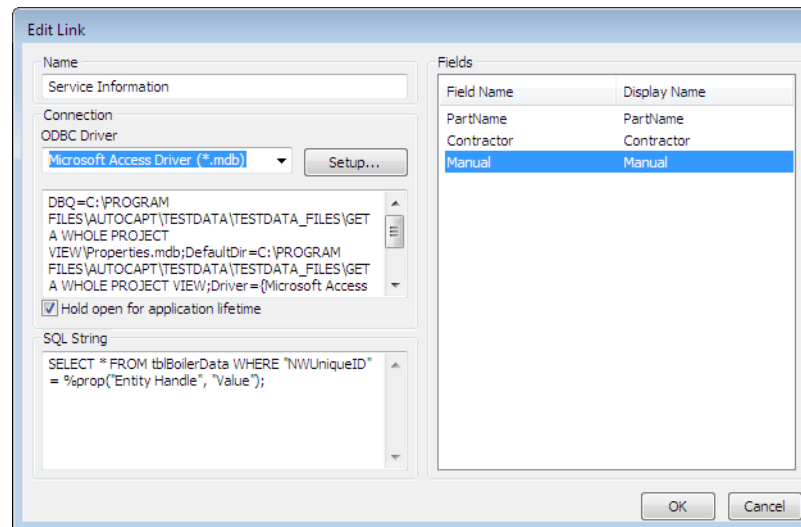 Edit Link
Name
Service Information
Connection
ODBC Driver
Microsoft Access Driver (*.mdb)
Setup...
DBQ=C:\PROGRAM
FILES\AUTOCAPT\TESTDATA\TESTDATA_FILES\GET
A WHOLE PROJECT
VIEW\Properties.mdb;DefaultDir=C:\PROGRAM
FILES\AUTOCAPT\TESTDATA\TESTDATA_FILES\GET
A WHOLE PROJECT VIEW;Driver={Microsoft Access
Hold open for application lifetime
SQL String
SELECT * FROM tblBoilerData WHERE "NWUniqueID"
= %prop("Entity Handle", "Value");
Fields
Field Name Display Name
PartName PartName
Contractor Contractor
Manual Manual
OK Cancel